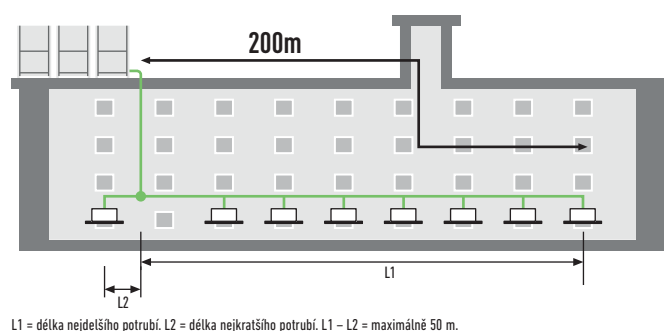 200m
L1
L2
L1 = délka nejdelšího potrubí. L2 = délka nejkratšího potrubí. L1 – L2 = maximálně 50 m.